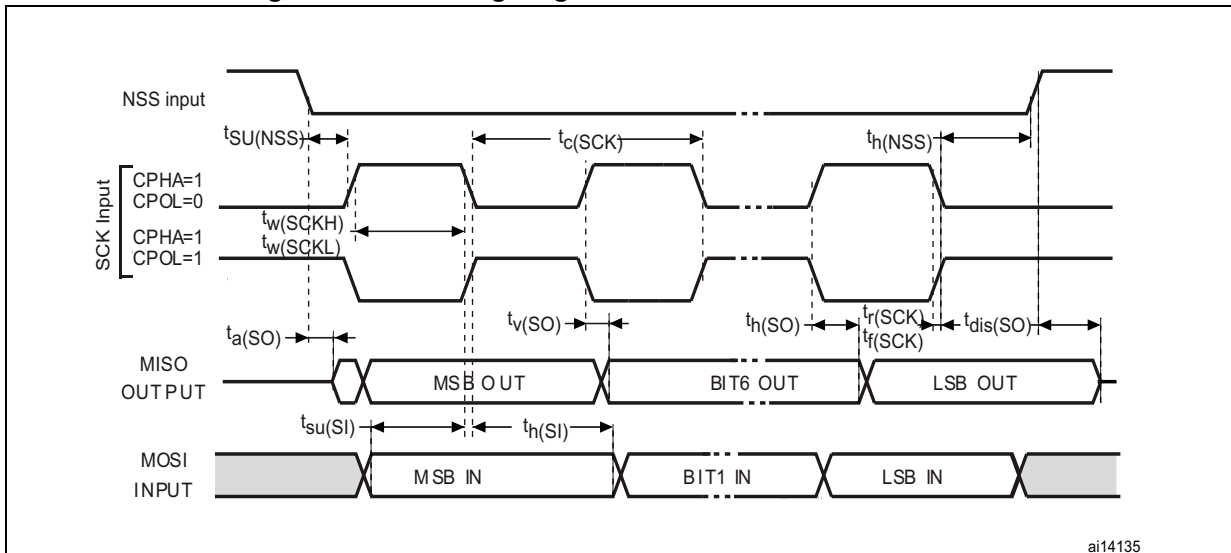 NSS input
tSU(NSS)
tc(SCK)
th(NSS)
SCK Input
CPHA=1
CPOL=0
tw(SCKH)
tw(SCKL)
CPHA=1
CPOL=1
ta(SO)
tv(SO)
th(SO)
tr(SCK)
tf(SCK)
tdis(SO)
MISO
OUTPUT
MSB OUT
BIT6 OUT
LSB OUT
tsu(SI)
th(SI)
MOSI
INPUT
MSB IN
BIT1 IN
LSB IN
ai14135